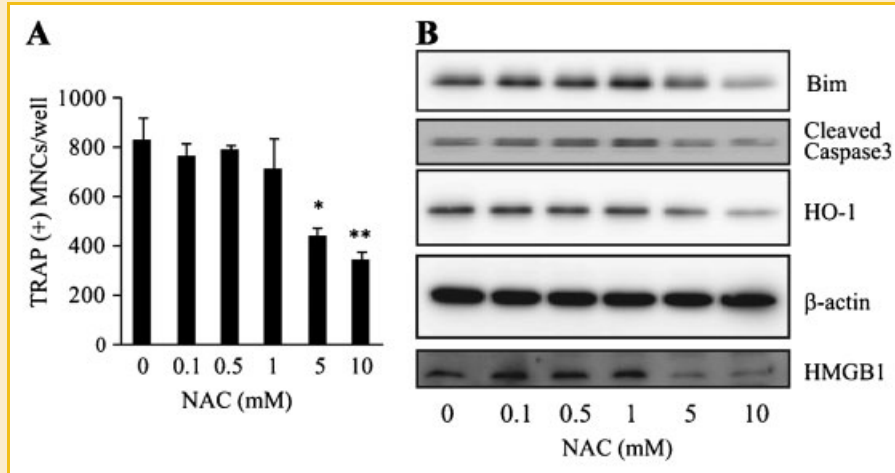 A
TRAP (+) MNCs/well
1000
800
600
400
200
0
*
**
0 0.1 0.5 1 5 10
NAC (mM)
B
Bim
Cleaved
Caspase3
HO-1
β-actin
HMGB1
0 0.1 0.5 1 5 10
NAC (mM)